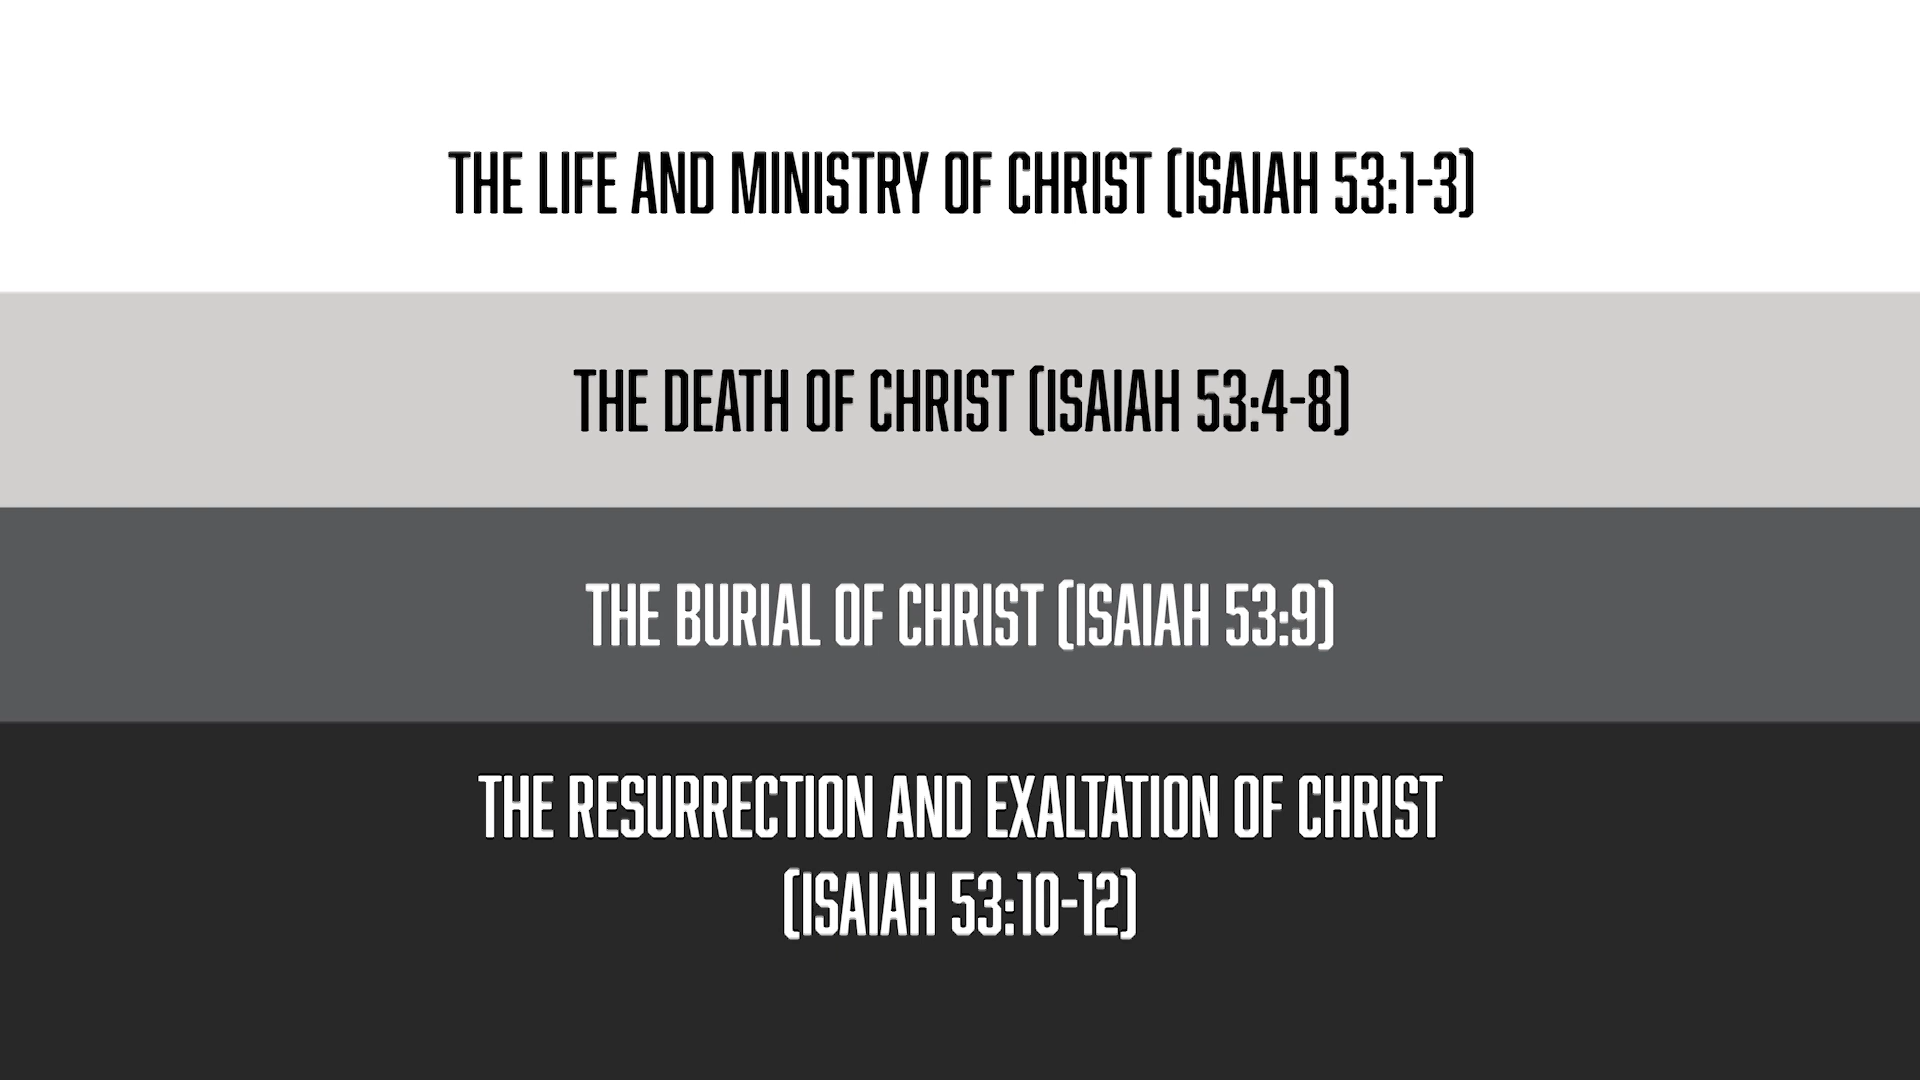 THE LIFE AND MINISTRY OF CHRIST (ISAIAH 53:1-3)
THE DEATH OF CHRIST (ISAIAH 53:4-8)
THE BURIAL OF CHRIST (ISAIAH 53:9)
THE RESURRECTION AND EXALTATION OF CHRIST
(ISAIAH 53:10-12)